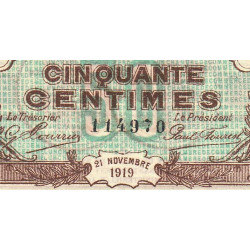 CINQUANTE
CENTIMES
Le Trésorier Le Président
114970
21 NOVEMBRE
1919